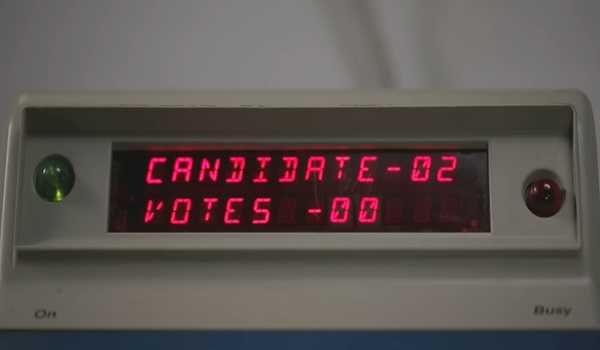 CANDIDATE-02
VOTES -00
On
Busy